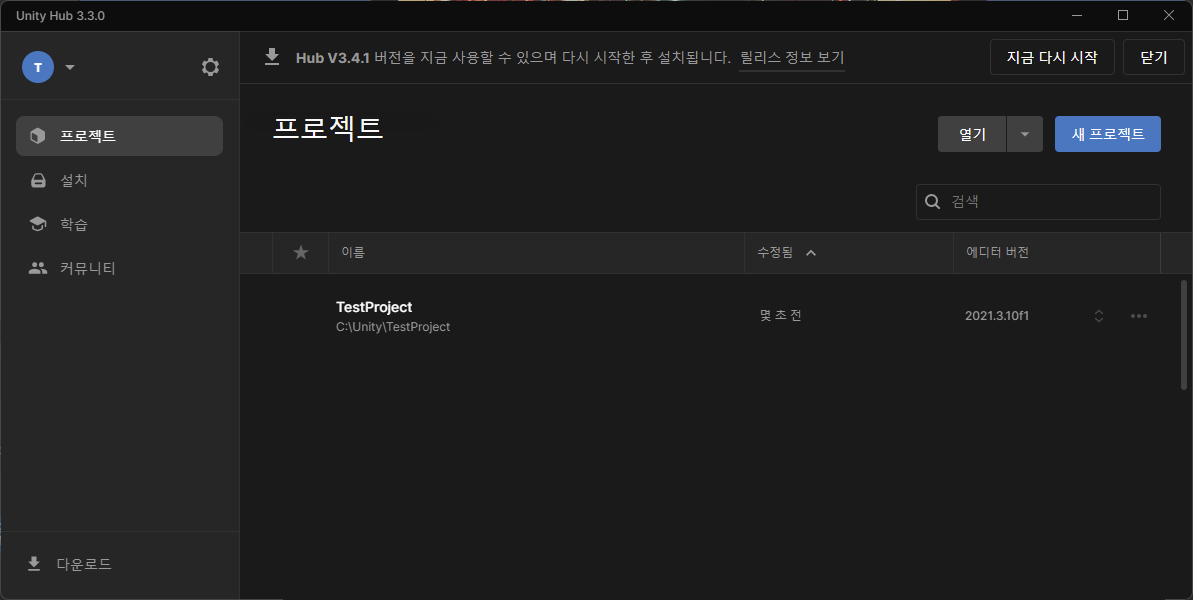 Unity Hub 3.3.0
T
Hub V3.4.1 버전을 지금 사용할 수 있으며 다시 시작한 후 설치됩니다. 릴리스 정보 보기
지금 다시 시작
닫기
프로젝트
설치
학습
커뮤니티
다운로드
프로젝트
열기
새 프로젝트
검색
이름
수정됨
에디터 버전
TestProject
C:\Unity\TestProject
몇 초 전
2021.3.10f1